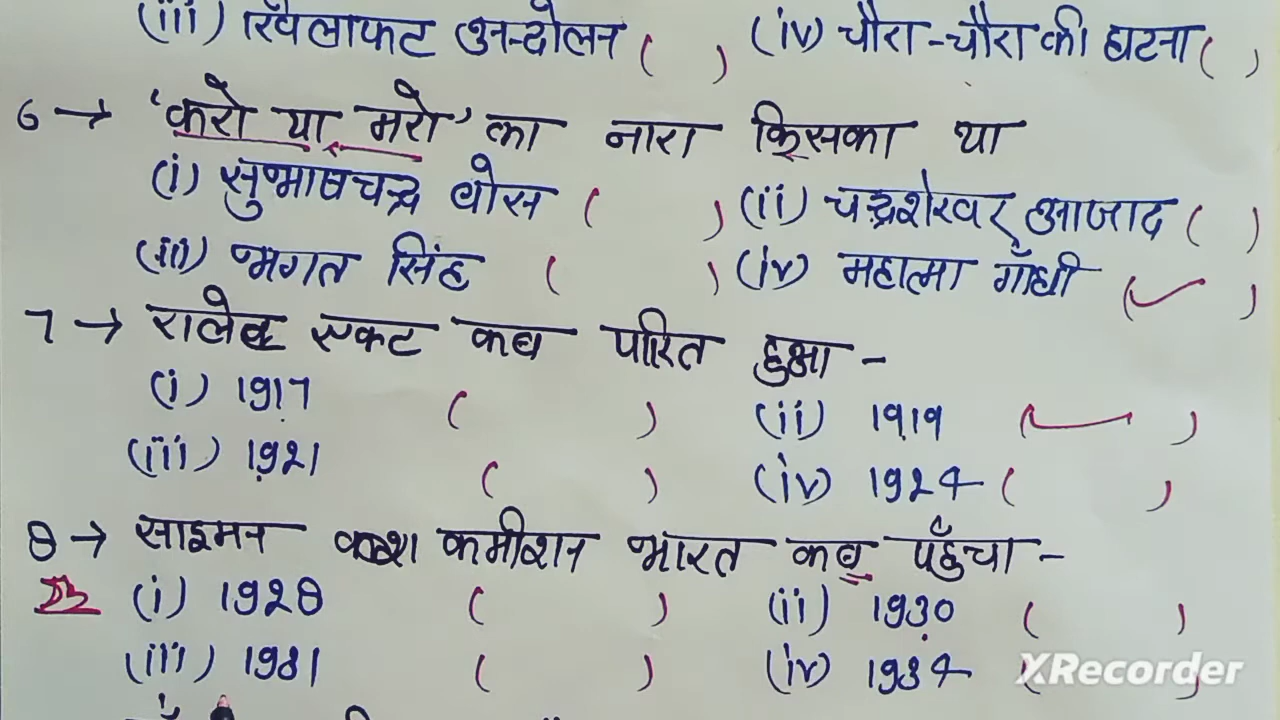 (iii) खिलाफट आन्दोलन ( ) (iv) चौरा-चौरा की घटना ( )
6 → 'करो या मरो' का नारा किसका था
(i) सुभाषचन्द्र बोस ( ) (ii) चन्द्रशेखर आजाद ( )
(iii) भगत सिंह ( ) (iv) महात्मा गाँधी (✓)
7 → रालेट एक्ट कब पारित हुआ -
(i) 1917 ( ) (ii) 1919 (✓)
(iii) 1921 ( ) (iv) 1924 ( )
8 → साइमन कमीशन भारत कब पहुँचा -
(i) 1928 ( ) (ii) 1930 ( )
(iii) 1931 ( ) (iv) 1934 ( )
XRecorder